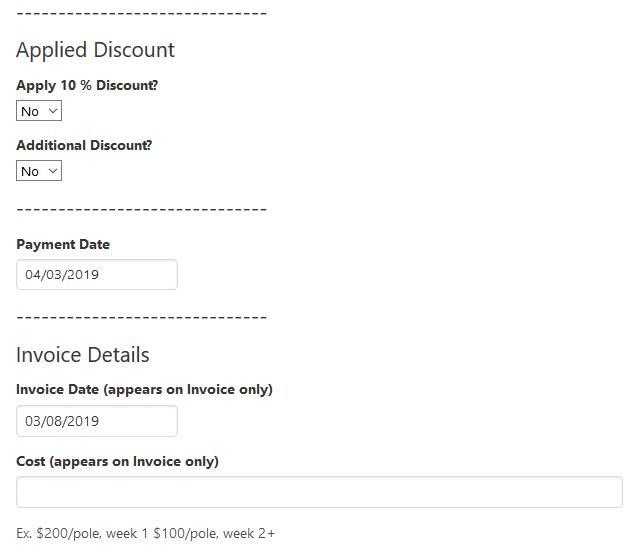 ------------------------------
Applied Discount
Apply 10 % Discount?
No
Additional Discount?
No
------------------------------
Payment Date
04/03/2019
------------------------------
Invoice Details
Invoice Date (appears on Invoice only)
03/08/2019
Cost (appears on Invoice only)
Ex. $200/pole, week 1 $100/pole, week 2+